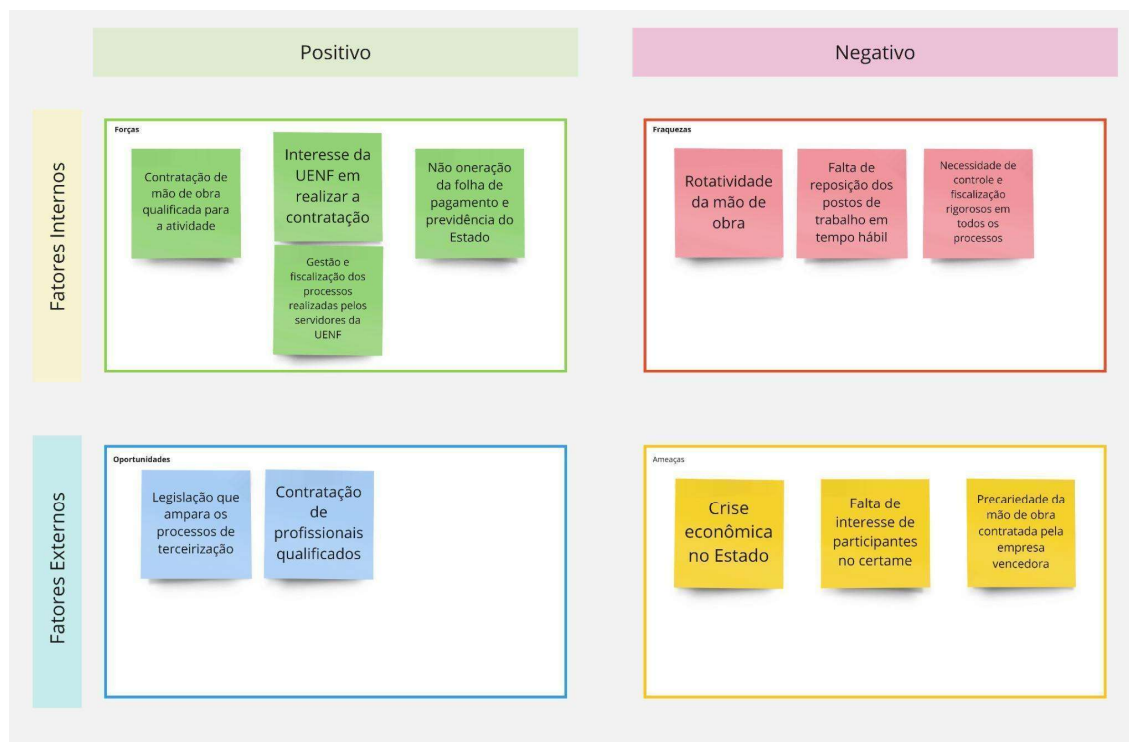 Positivo
Negativo
Fatores Internos
Forças
Contratação de
mão de obra
qualificada para
a atividade
Interesse da
UENF em
realizar a
contratação
Não oneração
da folha de
pagamento e
previdência do
Estado
Gestão e
fiscalização dos
processos
realizadas pelos
servidores da
UENF
Fraquezas
Rotatividade
da mão de
obra
Falta de
reposição dos
postos de
trabalho em
tempo hábil
Necessidade de
controle e
fiscalização
rigorosos em
todos os
processos
Fatores Externos
Oportunidades
Legislação que
ampara os
processos de
terceirização
Contratação
de
profissionais
qualificados
Ameaças
Crise
econômica
no Estado
Falta de
interesse de
participantes
no certame
Precariedade da
mão de obra
contratada pela
empresa
vencedora